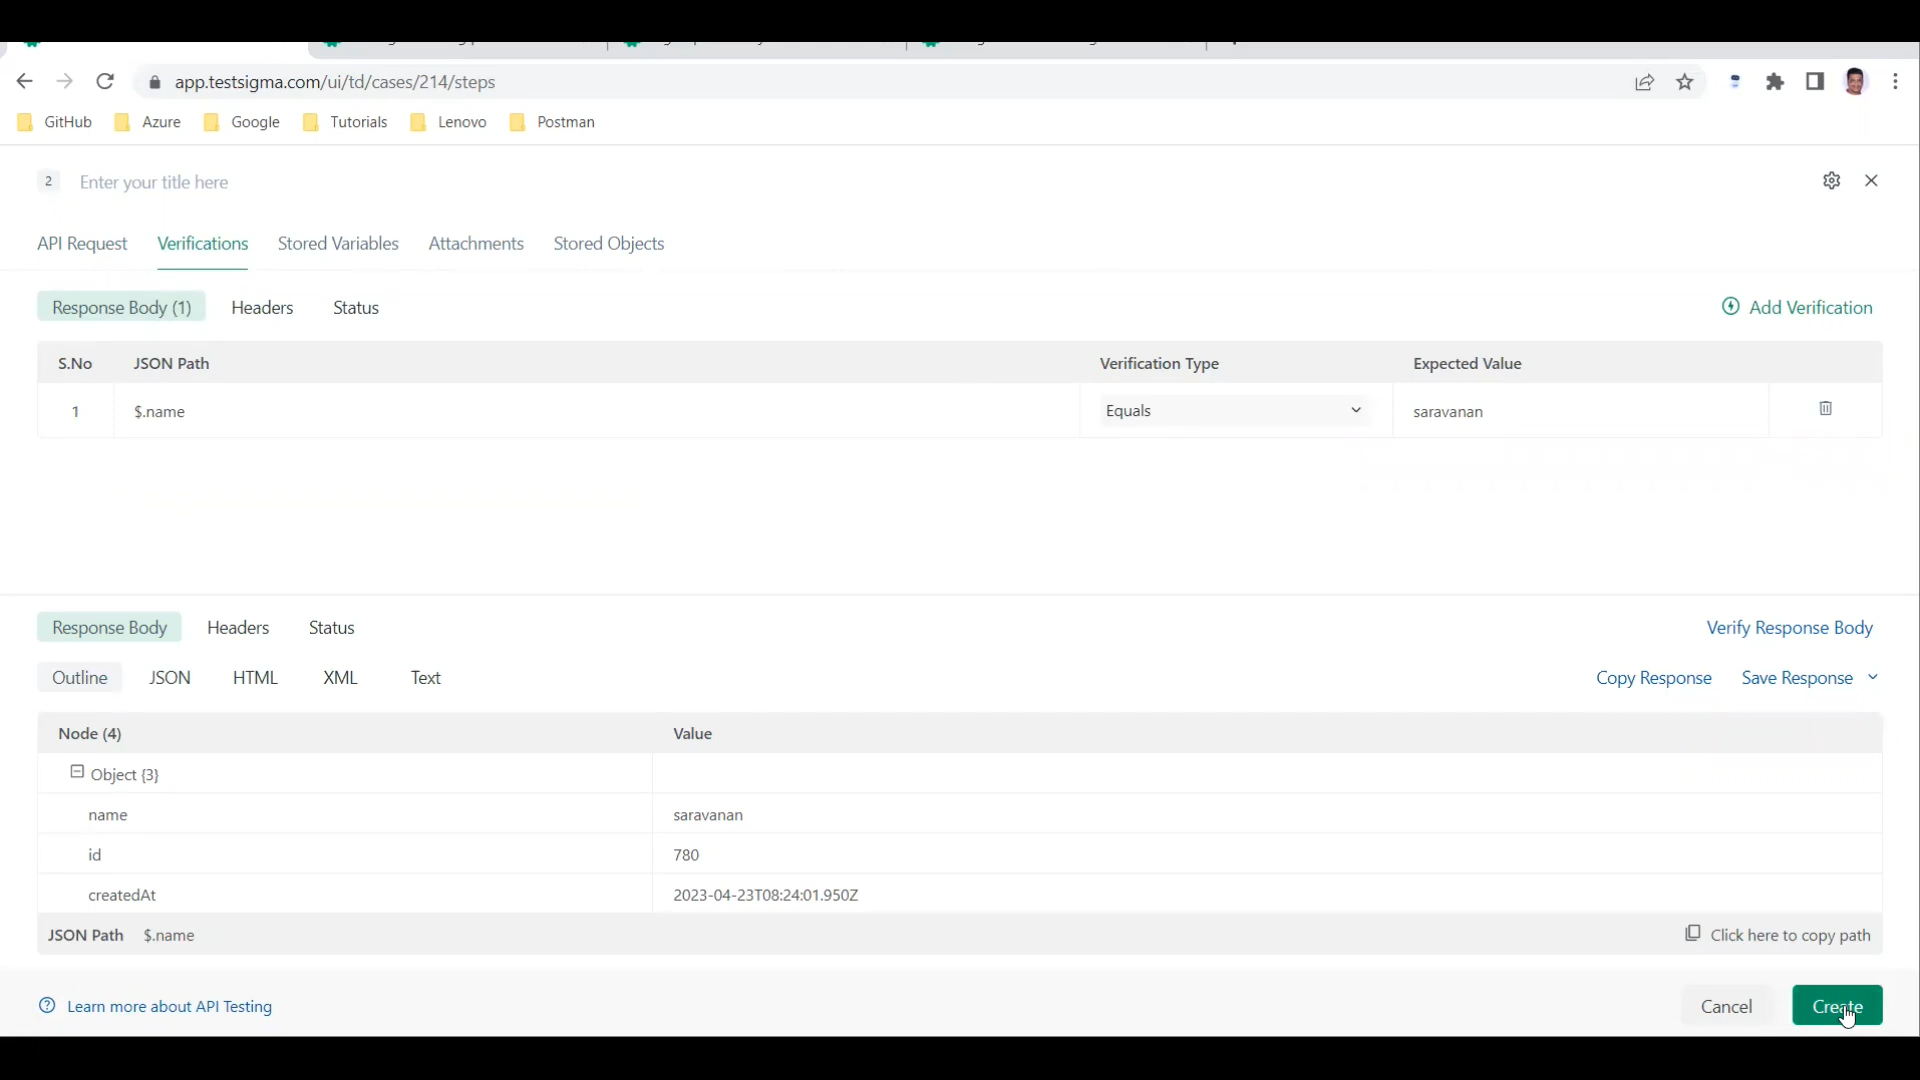 app.testsigma.com/ui/td/cases/214/steps
GitHub Azure Google Tutorials Lenovo Postman
2 Enter your title here
API Request Verifications Stored Variables Attachments Stored Objects
Response Body (1) Headers Status Add Verification
S.No JSON Path Verification Type Expected Value
1 $.name Equals saravanan
Response Body Headers Status Verify Response Body
Outline JSON HTML XML Text Copy Response Save Response
Node (4) Value
Object {3}
name saravanan
id 780
createdAt 2023-04-23T08:24:01.950Z
JSON Path $.name Click here to copy path
Learn more about API Testing Cancel Create